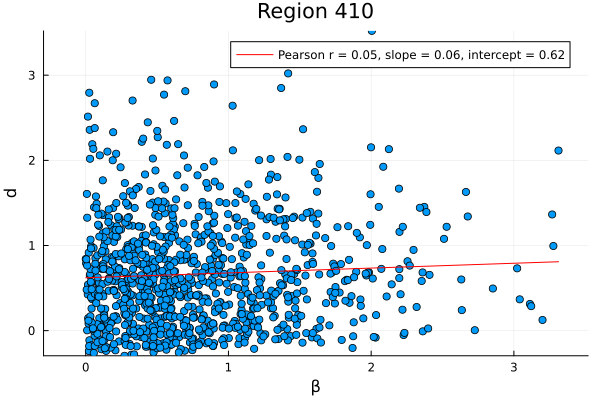 Region 410
Pearson r = 0.05, slope = 0.06, intercept = 0.62
d
3
2
1
0
0 1 2 3
β